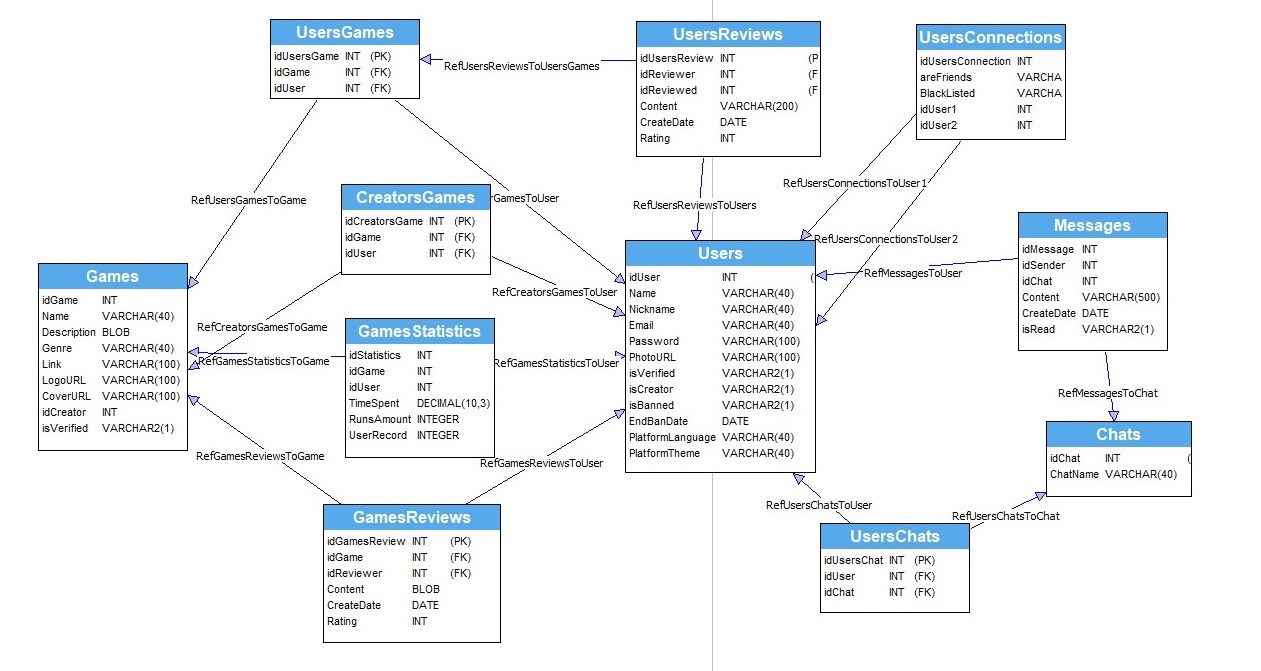 UsersGames
idUsersGame INT (PK)
idGame INT (FK)
idUser INT (FK)
RefUsersReviewsToUsersGames
UsersReviews
idUsersReview INT (P
idReviewer INT (F
idReviewed INT (F
Content VARCHAR(200)
CreateDate DATE
Rating INT
UsersConnections
idUsersConnection INT
areFriends VARCHA
BlackListed VARCHA
idUser1 INT
idUser2 INT
RefUsersGamesToGame
GamesToUser
RefUsersReviewsToUsers
RefUsersConnectionsToUser1
RefUsersConnectionsToUser2
CreatorsGames
idCreatorsGame INT (PK)
idGame INT (FK)
idUser INT (FK)
RefCreatorsGamesToUser
RefCreatorsGamesToGame
Messages
idMessage INT
idSender INT
idChat INT
Content VARCHAR(500)
CreateDate DATE
isRead VARCHAR2(1)
RefMessagesToUser
RefMessagesToChat
Games
idGame INT
Name VARCHAR(40)
Description BLOB
Genre VARCHAR(40)
Link VARCHAR(100)
LogoURL VARCHAR(100)
CoverURL VARCHAR(100)
idCreator INT
isVerified VARCHAR2(1)
RefGamesStatisticsToGame
GamesStatistics
idStatistics INT
idGame INT
idUser INT
TimeSpent DECIMAL(10,3)
RunsAmount INTEGER
UserRecord INTEGER
RefGamesStatisticsToUser
Users
idUser INT (
Name VARCHAR(40)
Nickname VARCHAR(40)
Email VARCHAR(40)
Password VARCHAR(100)
PhotoURL VARCHAR(100)
isVerified VARCHAR2(1)
isCreator VARCHAR2(1)
isBanned VARCHAR2(1)
EndBanDate DATE
PlatformLanguage VARCHAR(40)
PlatformTheme VARCHAR(40)
Chats
idChat INT (
ChatName VARCHAR(40)
RefGamesReviewsToGame
RefGamesReviewsToUser
RefUsersChatsToUser
RefUsersChatsToChat
GamesReviews
idGamesReview INT (PK)
idGame INT (FK)
idReviewer INT (FK)
Content BLOB
CreateDate DATE
Rating INT
UsersChats
idUsersChat INT (PK)
idUser INT (FK)
idChat INT (FK)